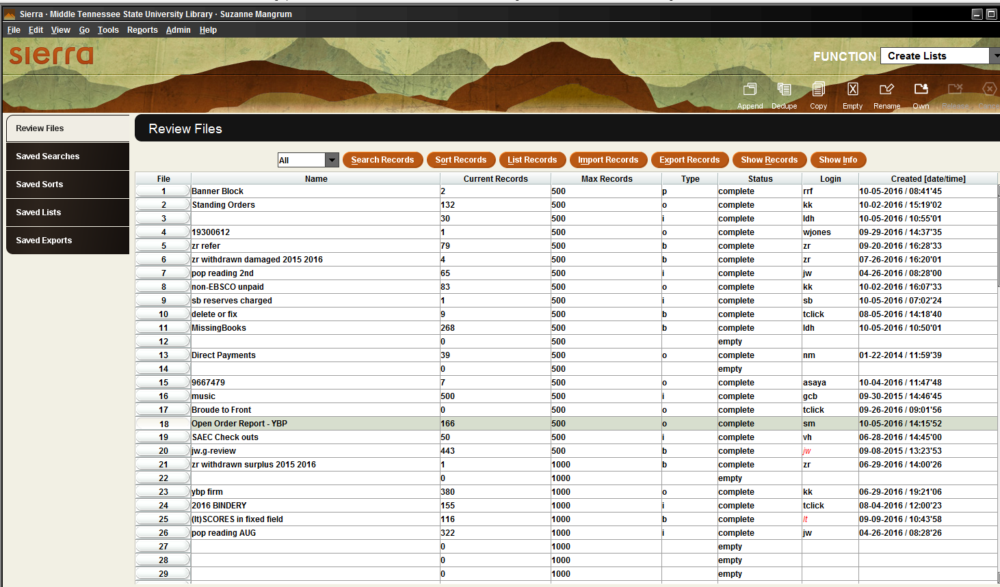 Sierra · Middle Tennessee State University Library · Suzanne Mangrum
File Edit View Go Tools Reports Admin Help
sierra
FUNCTION Create Lists
Append Dedupe Copy Empty Rename Own Release Cancel
Review Files
Saved Searches
Saved Sorts
Saved Lists
Saved Exports
Review Files
All Search Records Sort Records List Records Import Records Export Records Show Records Show Info
File Name Current Records Max Records Type Status Login Created [date/time]
1 Banner Block 2 500 p complete rrf 10-05-2016 / 08:41'45
2 Standing Orders 132 500 o complete kk 10-02-2016 / 15:19'02
3 30 500 i complete ldh 10-05-2016 / 10:55'01
4 19300612 1 500 o complete wjones 09-29-2016 / 14:37'35
5 zr refer 79 500 b complete zr 09-20-2016 / 16:28'33
6 zr withdrawn damaged 2015 2016 4 500 b complete zr 07-26-2016 / 16:20'01
7 pop reading 2nd 65 500 i complete jw 04-26-2016 / 08:28'00
8 non-EBSCO unpaid 83 500 o complete kk 10-02-2016 / 16:07'33
9 sb reserves charged 1 500 i complete sb 10-05-2016 / 07:02'24
10 delete or fix 9 500 b complete tclick 08-05-2016 / 14:18'40
11 MissingBooks 268 500 b complete ldh 10-05-2016 / 10:50'01
12 0 500 empty
13 Direct Payments 39 500 o complete nm 01-22-2014 / 11:59'39
14 0 500 empty
15 9667479 7 500 o complete asaya 10-04-2016 / 11:47'48
16 music 500 500 i complete gcb 09-30-2015 / 14:46'45
17 Broude to Front 0 500 o complete tclick 09-26-2016 / 09:01'56
18 Open Order Report - YBP 166 500 o complete sm 10-05-2016 / 14:15'52
19 SAEC Check outs 50 500 i complete vh 06-28-2016 / 14:45'00
20 jw.g-review 443 500 b complete jw 09-08-2015 / 13:23'53
21 zr withdrawn surplus 2015 2016 1 1000 b complete zr 06-29-2016 / 14:00'26
22 0 1000 empty
23 ybp firm 380 1000 o complete kk 06-29-2016 / 19:21'06
24 2016 BINDERY 155 1000 i complete tclick 08-04-2016 / 12:00'23
25 (lt)SCORES in fixed field 116 1000 b complete lt 09-09-2016 / 10:43'58
26 pop reading AUG 322 1000 i complete jw 04-26-2016 / 08:28'26
27 0 1000 empty
28 0 1000 empty
29 0 1000 empty